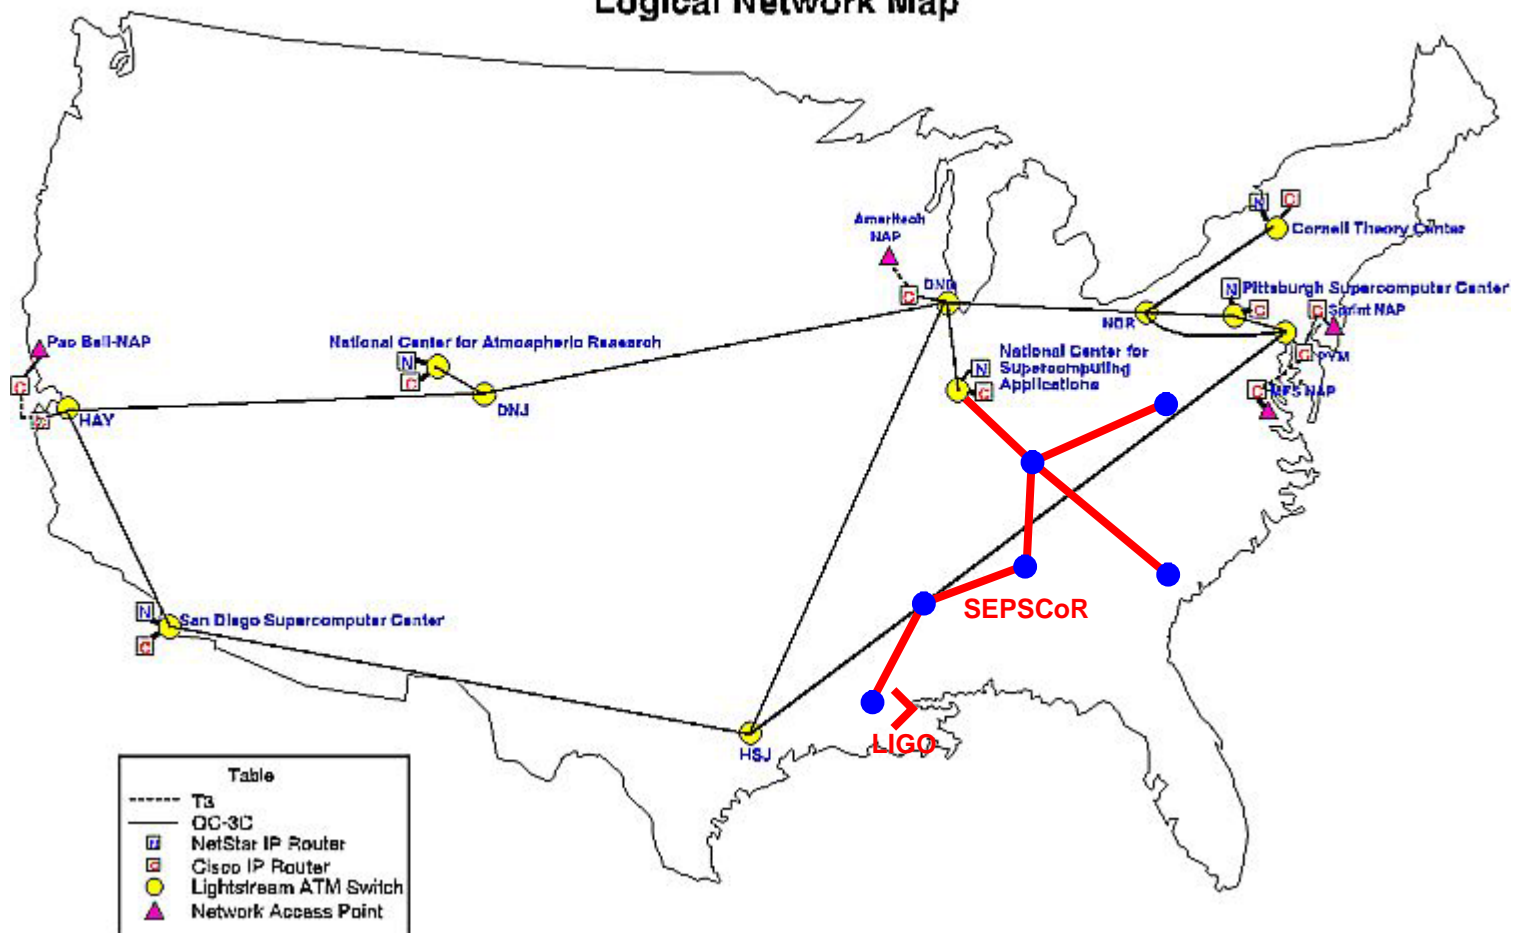 Logical Network Map
N
C
Cornell Theory Center
Ameritech
NAP
C
DNG
N
Pittsburgh Supercomputer Center
C
C
Sprint NAP
NOR
C
PYM
Pac Bell-NAP
C
HAY
National Center for Atmospheric Research
N
C
DNJ
National Center for
Supercomputing
Applications
N
C
C
MFS NAP
N
San Diego Supercomputer Center
C
SEPSCoR
LIGO
HSJ
Table
T3
OC-3C
N NetStar IP Router
C Cisco IP Router
Lightstream ATM Switch
Network Access Point